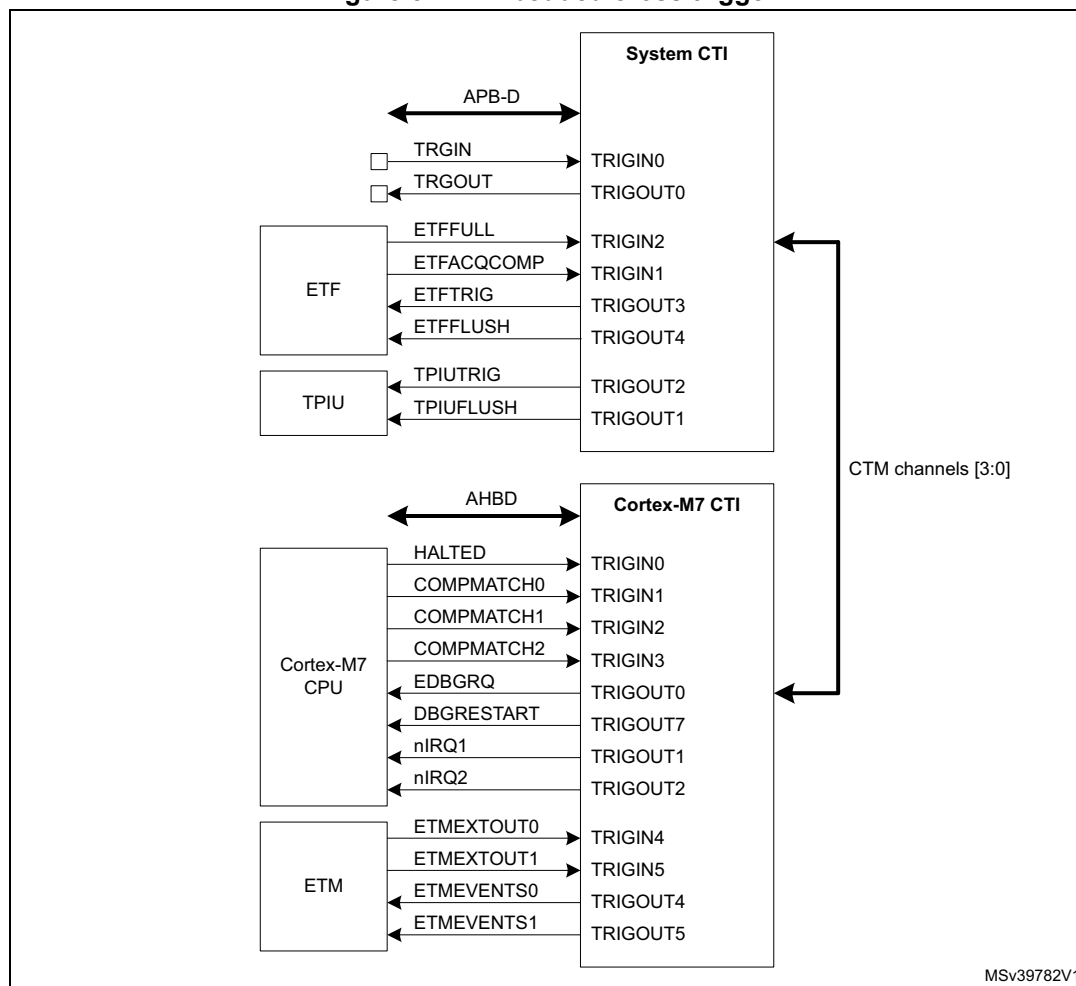 System CTI
APB-D
TRGIN
TRIGIN0
TRGOUT
TRIGOUT0
ETF
ETFFULL
TRIGIN2
ETFACQCOMP
TRIGIN1
ETFTRIG
TRIGOUT3
ETFFLUSH
TRIGOUT4
TPIU
TPIUTRIG
TRIGOUT2
TPIUFLUSH
TRIGOUT1
CTM channels [3:0]
Cortex-M7 CTI
AHBD
Cortex-M7
CPU
HALTED
TRIGIN0
COMPMATCH0
TRIGIN1
COMPMATCH1
TRIGIN2
COMPMATCH2
TRIGIN3
EDBGRQ
TRIGOUT0
DBGRESTART
TRIGOUT7
nIRQ1
TRIGOUT1
nIRQ2
TRIGOUT2
ETM
ETMEXTOUT0
TRIGIN4
ETMEXTOUT1
TRIGIN5
ETMEVENTS0
TRIGOUT4
ETMEVENTS1
TRIGOUT5
MSv39782V1